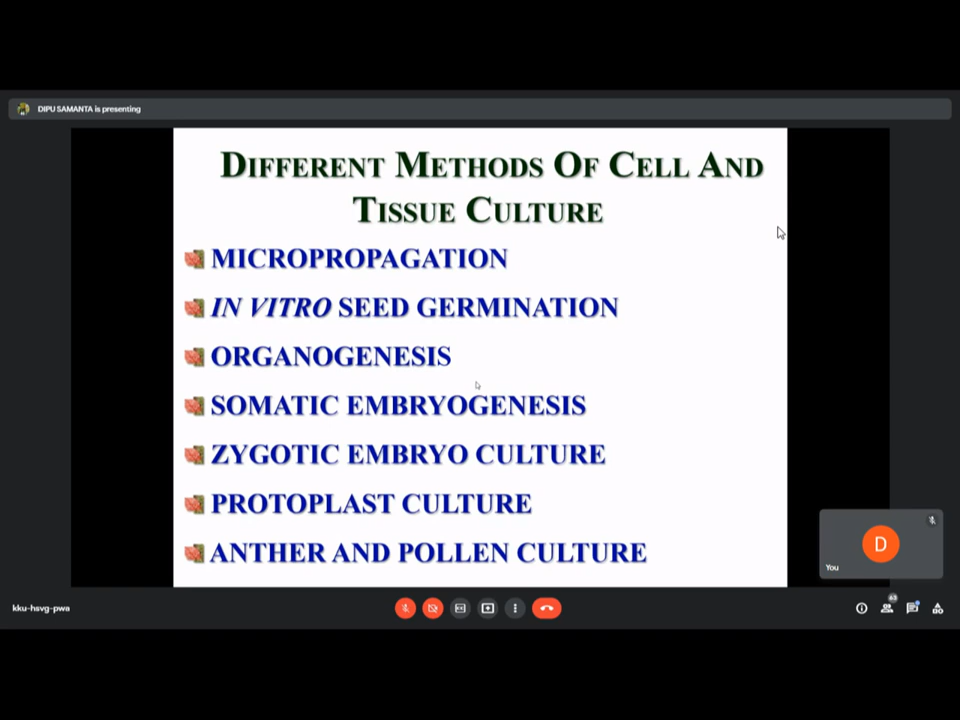 DIPU SAMANTA is presenting
DIFFERENT METHODS OF CELL AND
TISSUE CULTURE
MICROPROPAGATION
IN VITRO SEED GERMINATION
ORGANOGENESIS
SOMATIC EMBRYOGENESIS
ZYGOTIC EMBRYO CULTURE
PROTOPLAST CULTURE
ANTHER AND POLLEN CULTURE
D
You
kku-hsvg-pwa
63